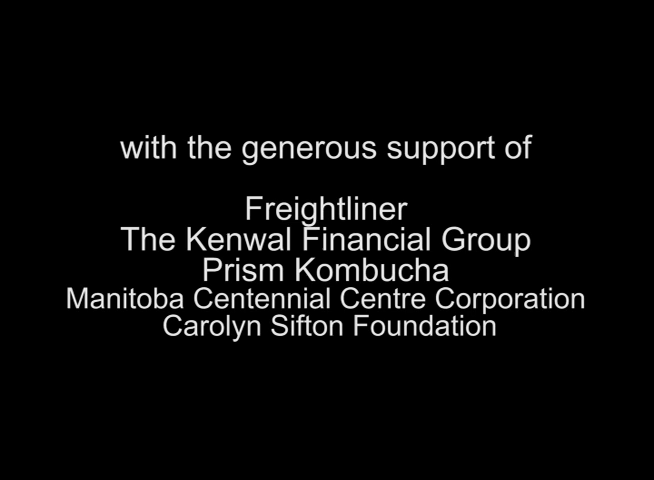 with the generous support of
Freightliner
The Kenwal Financial Group
Prism Kombucha
Manitoba Centennial Centre Corporation
Carolyn Sifton Foundation